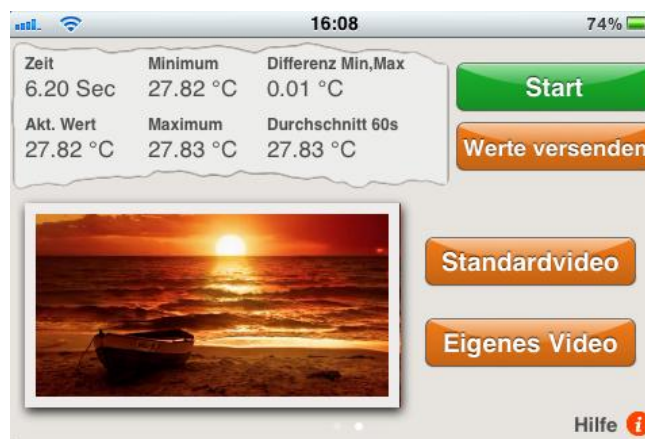 16:08
74%
Zeit
Minimum
Differenz Min,Max
6.20 Sec
27.82 °C
0.01 °C
Akt. Wert
Maximum
Durchschnitt 60s
27.82 °C
27.83 °C
27.83 °C
Start
Werte versenden
Standardvideo
Eigenes Video
Hilfe i